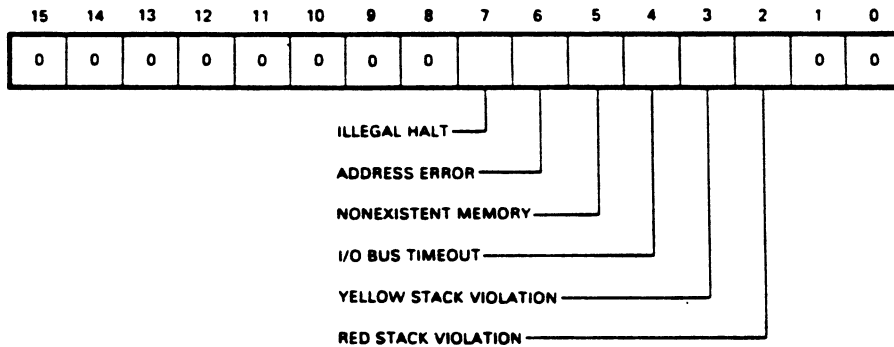 15 14 13 12 11 10 9 8 7 6 5 4 3 2 1 0
0 0 0 0 0 0 0 0 0 0
ILLEGAL HALT
ADDRESS ERROR
NONEXISTENT MEMORY
I/O BUS TIMEOUT
YELLOW STACK VIOLATION
RED STACK VIOLATION